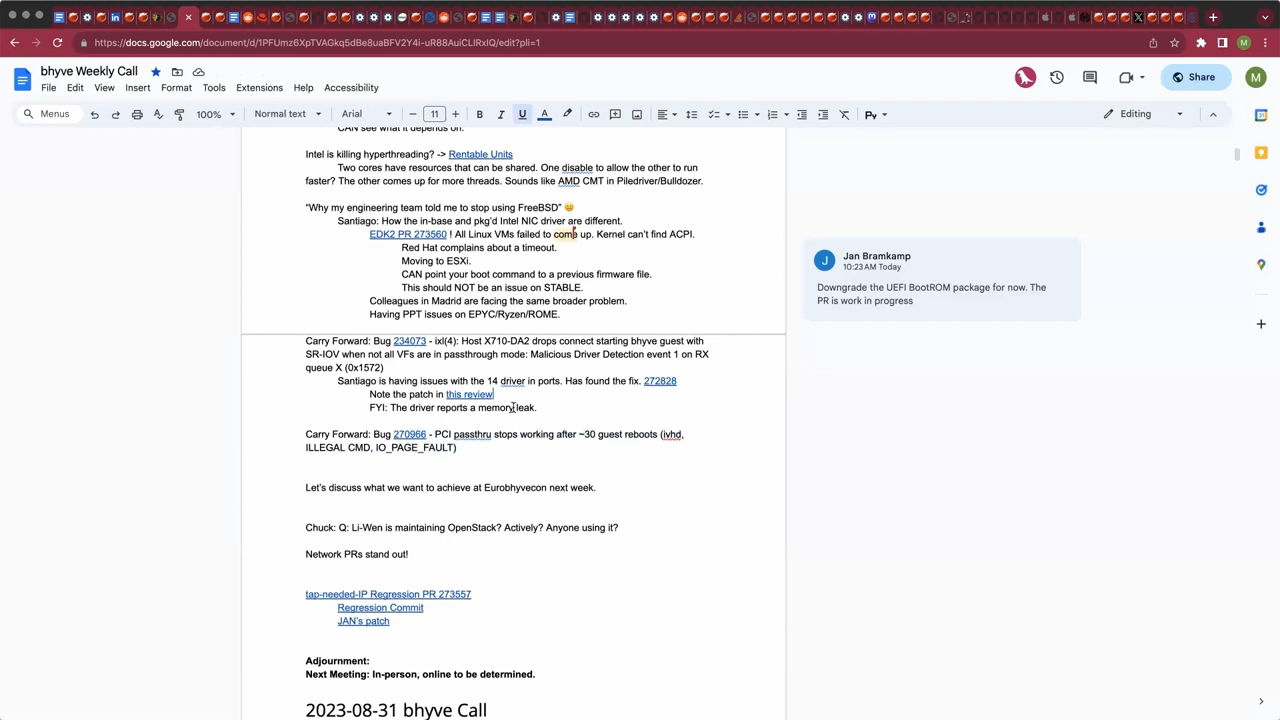 https://docs.google.com/document/d/1PFUmz6XpTVAGkq5dBe8uaBFV2Y4i-uR88AuiCLIRxIQ/edit?pli=1
M
bhyve Weekly Call
File Edit View Insert Format Tools Extensions Help Accessibility
Share
M
Menus 100% Normal text Arial 11 B I U A Editing
CAN see what it depends on.
Intel is killing hyperthreading? -> Rentable Units
Two cores have resources that can be shared. One disable to allow the other to run
faster? The other comes up for more threads. Sounds like AMD CMT in Piledriver/Bulldozer.
“Why my engineering team told me to stop using FreeBSD” 😀
Santiago: How the in-base and pkg’d Intel NIC driver are different.
EDK2 PR 273560 ! All Linux VMs failed to come up. Kernel can’t find ACPI.
Red Hat complains about a timeout.
Moving to ESXi.
CAN point your boot command to a previous firmware file.
This should NOT be an issue on STABLE.
Colleagues in Madrid are facing the same broader problem.
Having PPT issues on EPYC/Ryzen/ROME.
J
Jan Bramkamp
10:23 AM Today
Downgrade the UEFI BootROM package for now. The
PR is work in progress
Carry Forward: Bug 234073 - ixl(4): Host X710-DA2 drops connect starting bhyve guest with
SR-IOV when not all VFs are in passthrough mode: Malicious Driver Detection event 1 on RX
queue X (0x1572)
Santiago is having issues with the 14 driver in ports. Has found the fix. 272828
Note the patch in this review
FYI: The driver reports a memory leak.
Carry Forward: Bug 270966 - PCI passthru stops working after ~30 guest reboots (ivhd,
ILLEGAL CMD, IO_PAGE_FAULT)
Let’s discuss what we want to achieve at Eurobhyvecon next week.
Chuck: Q: Li-Wen is maintaining OpenStack? Actively? Anyone using it?
Network PRs stand out!
tap-needed-IP Regression PR 273557
Regression Commit
JAN’s patch
Adjournment:
Next Meeting: In-person, online to be determined.
2023-08-31 bhyve Call